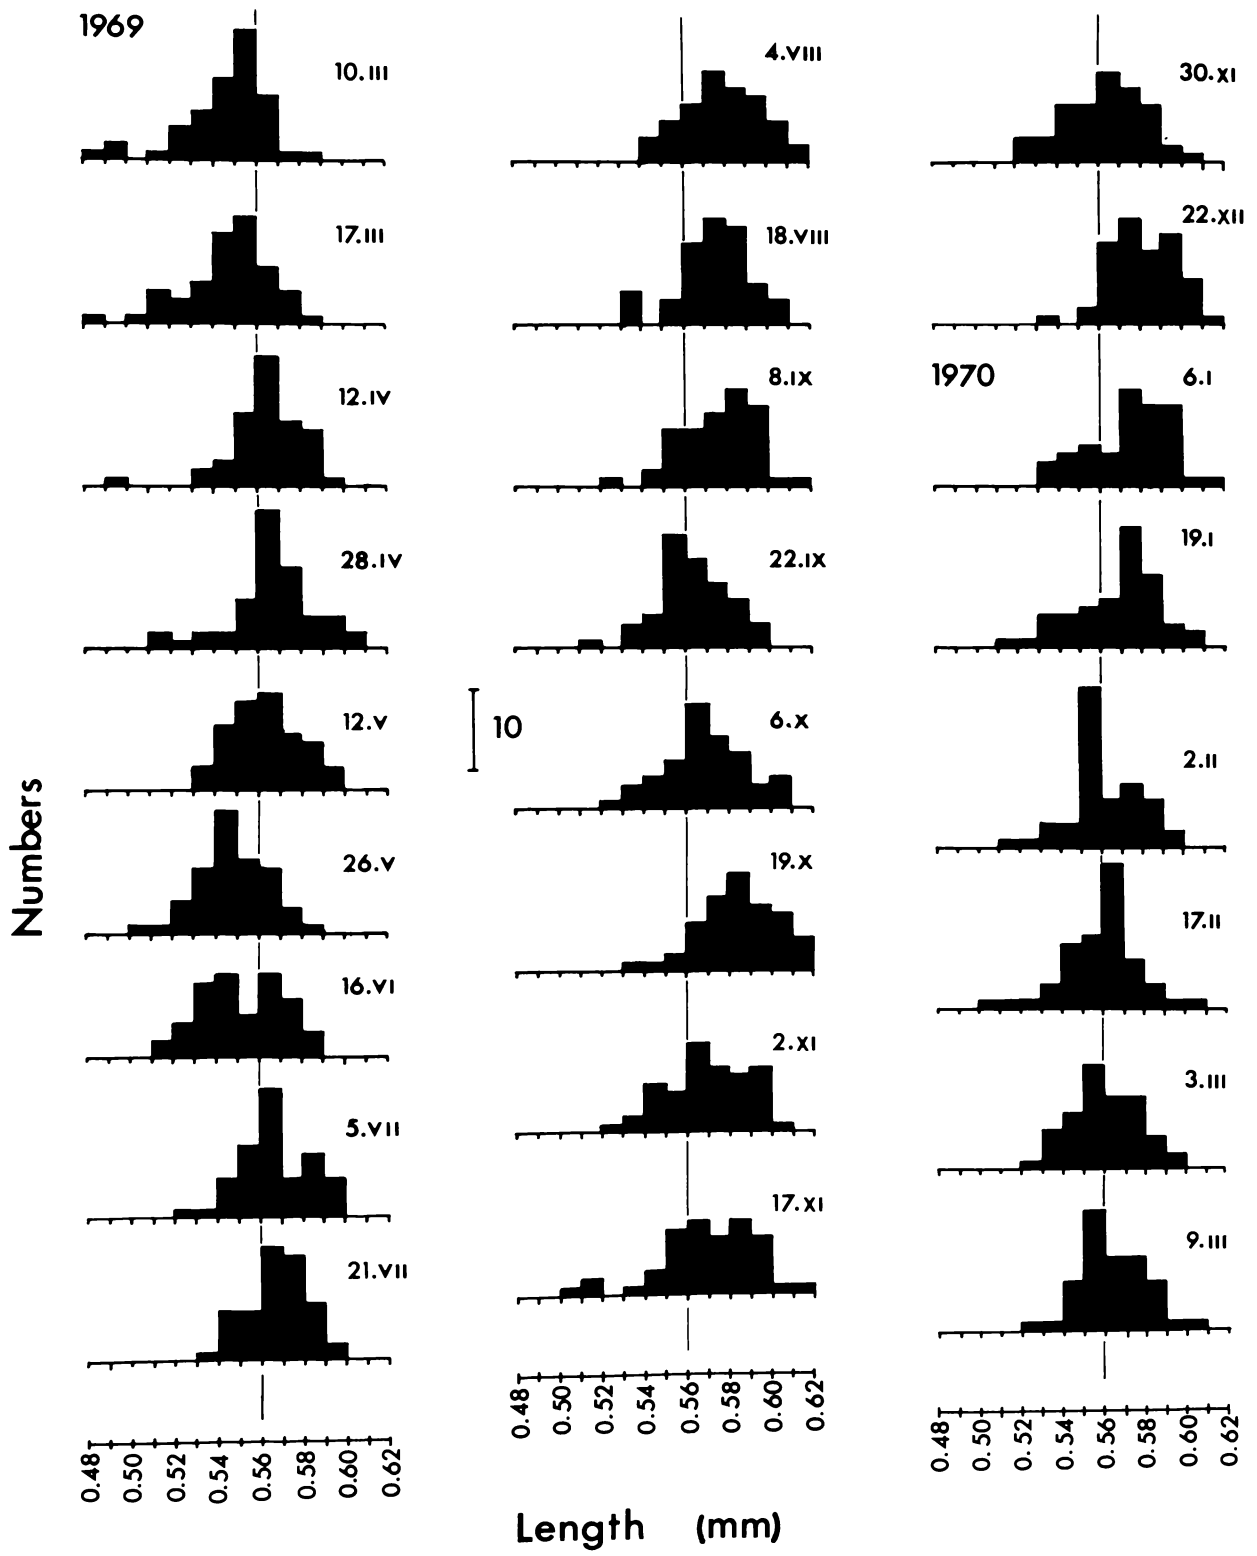 1969
10.III
17.III
12.IV
28.IV
12.V
26.V
16.VI
5.VII
21.VII
0.48 0.50 0.52 0.54 0.56 0.58 0.60 0.62
4.VIII
18.VIII
8.IX
22.IX
10
6.X
19.X
2.XI
17.XI
0.48 0.50 0.52 0.54 0.56 0.58 0.60 0.62
30.XI
22.XII
1970
6.I
19.I
2.II
17.II
3.III
9.III
0.48 0.50 0.52 0.54 0.56 0.58 0.60 0.62
Numbers
Length (mm)